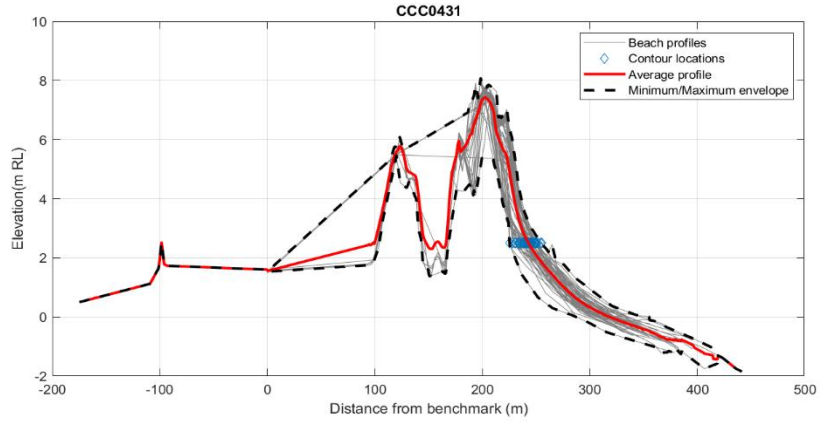 CCC0431
10
8
6
4
2
0
-2
Elevation(m RL)
-200
-100
0
100
200
300
400
500
Distance from benchmark (m)
Beach profiles
Contour locations
Average profile
Minimum/Maximum envelope